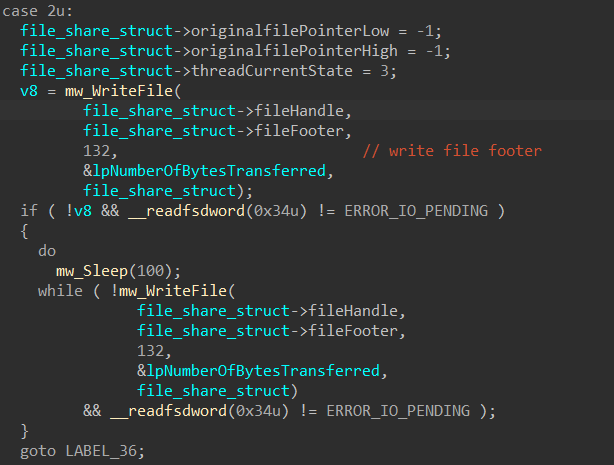 case 2u:
file_share_struct->originalfilePointerLow = -1;
file_share_struct->originalfilePointerHigh = -1;
file_share_struct->threadCurrentState = 3;
v8 = mw_WriteFile(
file_share_struct->fileHandle,
file_share_struct->fileFooter,
132, // write file footer
&lpNumberOfBytesTransferred,
file_share_struct);
if ( !v8 && __readfsdword(0x34u) != ERROR_IO_PENDING )
{
do
mw_Sleep(100);
while ( !mw_WriteFile(
file_share_struct->fileHandle,
file_share_struct->fileFooter,
132,
&lpNumberOfBytesTransferred,
file_share_struct)
&& __readfsdword(0x34u) != ERROR_IO_PENDING );
}
goto LABEL_36;